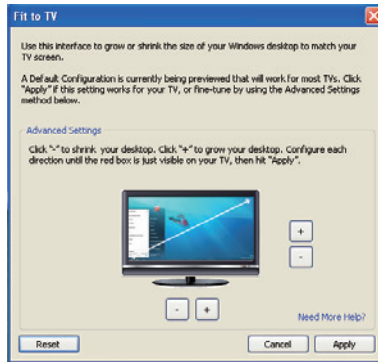 Fit to TV
Use this interface to grow or shrink the size of your Windows desktop to match your
TV screen.
A Default Configuration is currently being previewed that will work for most TVs. Click
"Apply" if this setting works for your TV, or fine-tune by using the Advanced Settings
method below.
Advanced Settings
Click "-" to shrink your desktop. Click "+" to grow your desktop. Configure each
direction until the red box is just visible on your TV, then hit "Apply".
+
-
- +
Need More Help?
Reset Cancel Apply